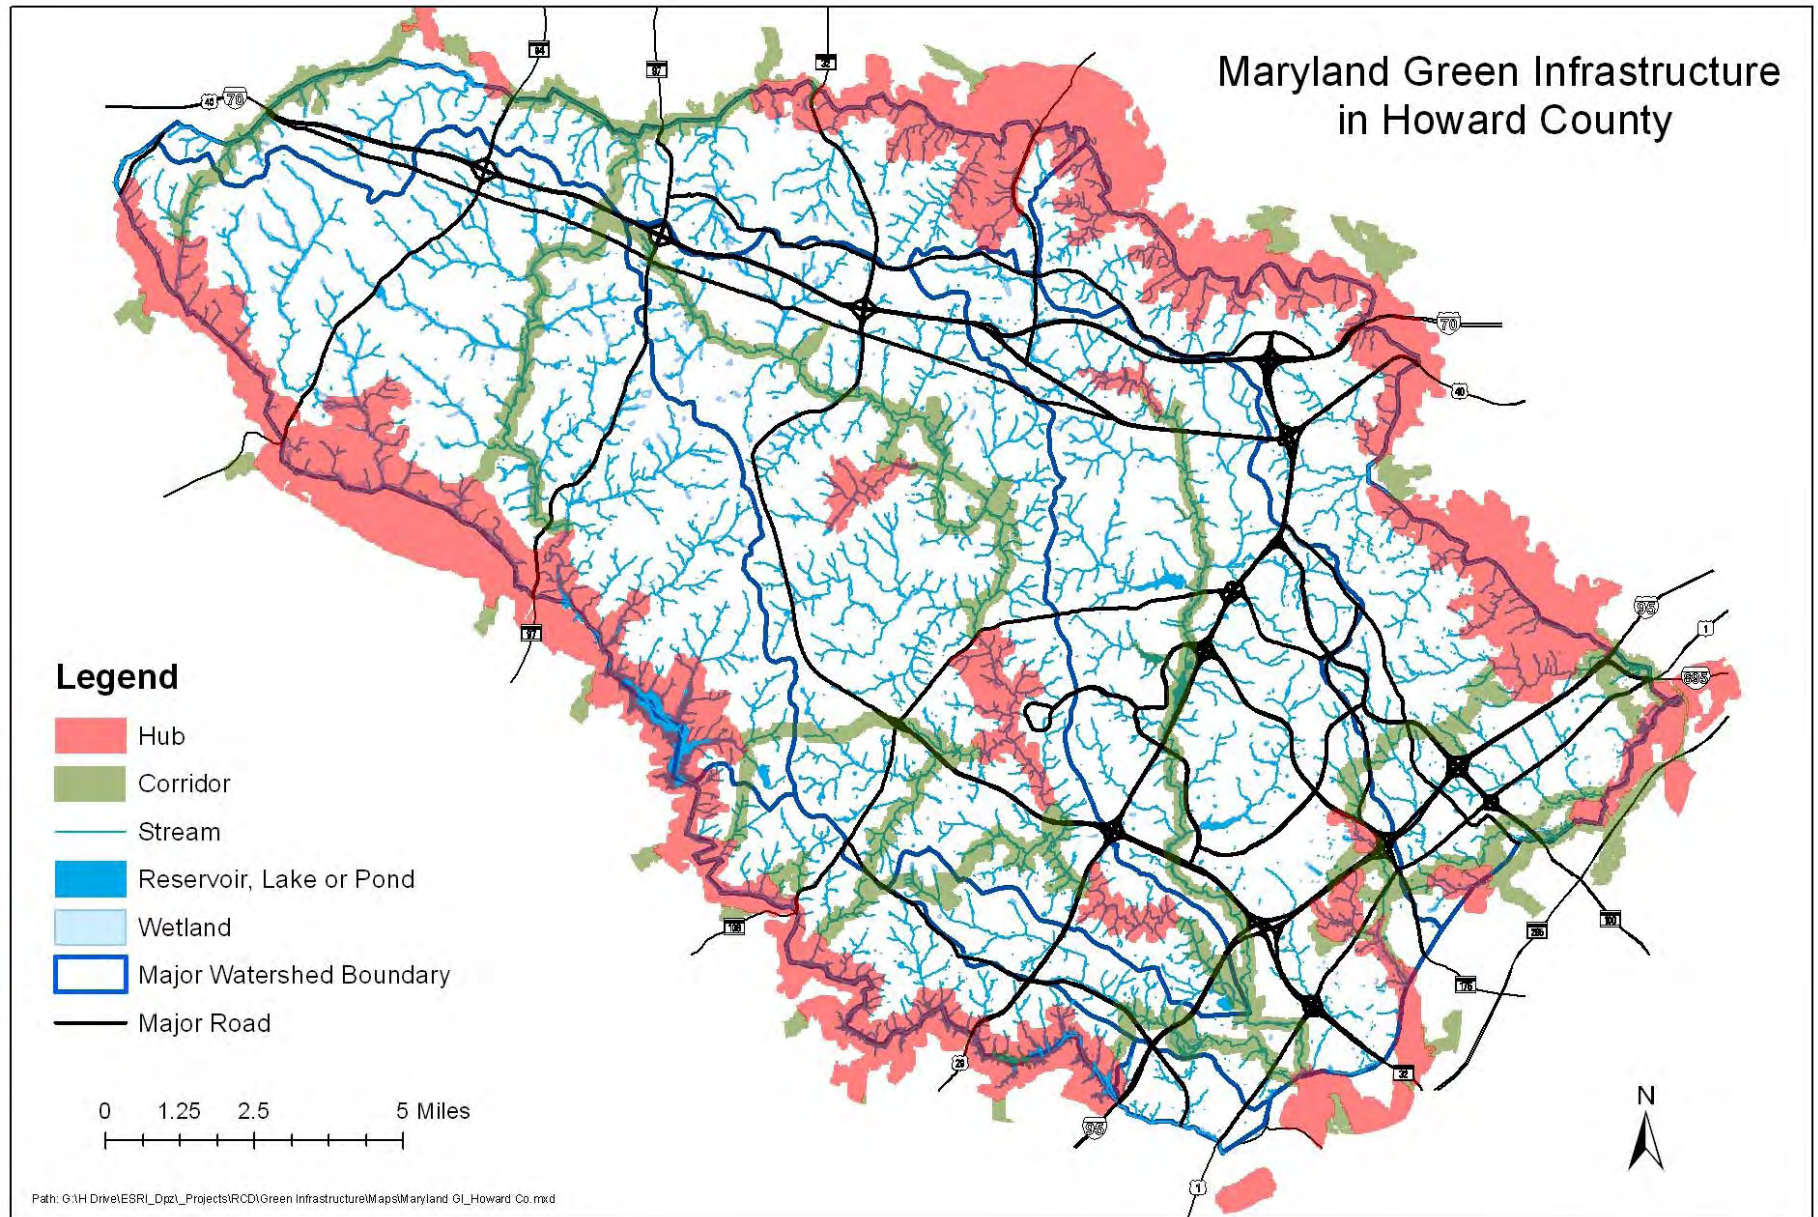 Maryland Green Infrastructure
in Howard County
94
97
32
40
70
70
40
95
1
895
97
Legend
Hub
Corridor
Stream
Reservoir, Lake or Pond
Wetland
Major Watershed Boundary
Major Road
108
100
175
29
32
95
1
0 1.25 2.5 5 Miles
N
Path: G:\H Drive\ESRI_Dpz\_Projects\RCD\Green Infrastructure\Maps\Maryland GI_Howard Co.mxd